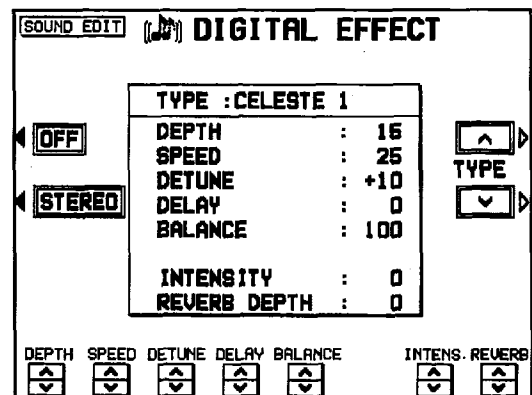 SOUND EDIT DIGITAL EFFECT
TYPE :CELESTE 1
OFF
STEREO
DEPTH : 15
SPEED : 25
DETUNE : +10
DELAY : 0
BALANCE : 100
INTENSITY : 0
REVERB DEPTH : 0
TYPE
DEPTH SPEED DETUNE DELAY BALANCE INTENS. REVERB